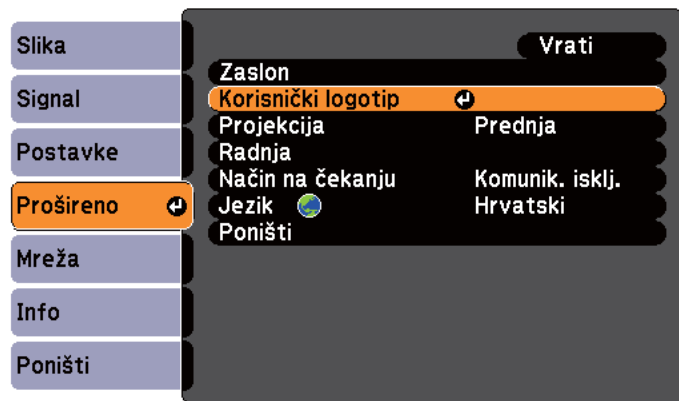 Slika
Signal
Postavke
Prošireno
Mreža
Info
Poništi
Vrati
Zaslon
Korisnički logotip
Projekcija Prednja
Radnja
Način na čekanju Komunik. isklj.
Jezik Hrvatski
Poništi